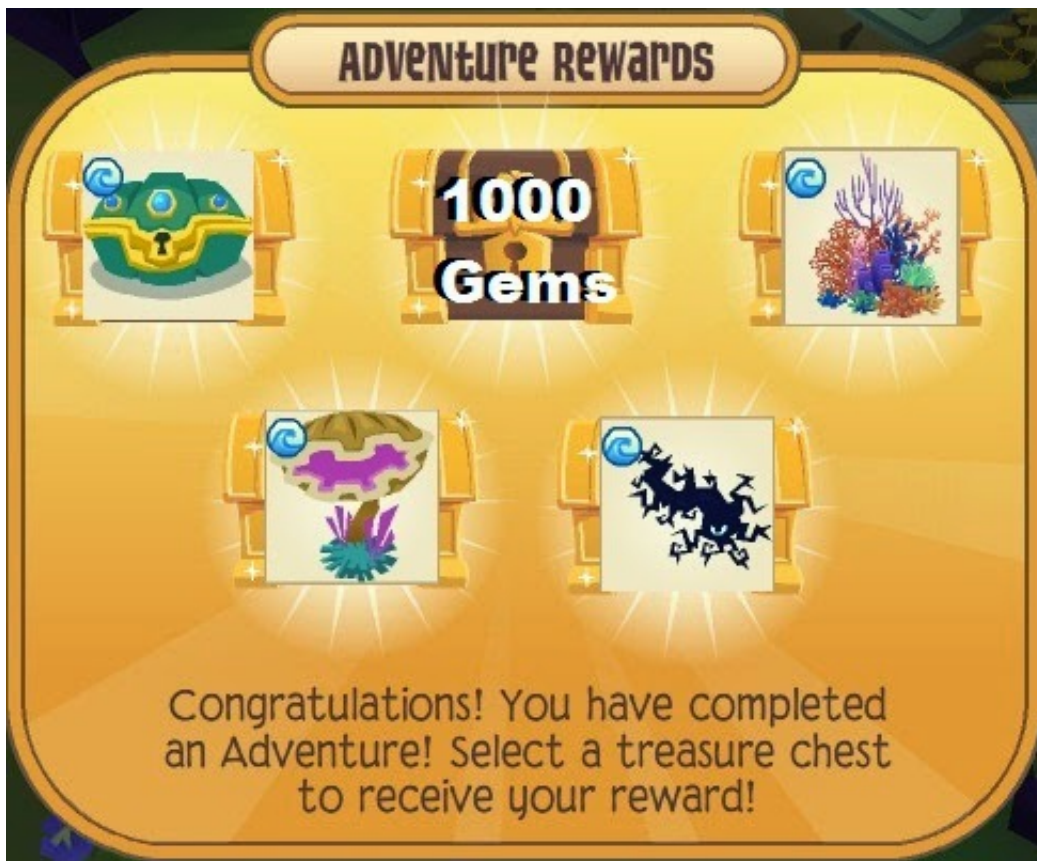 ADVENTURE REWARDS
1000
Gems
Congratulations! You have completed
an Adventure! Select a treasure chest
to receive your reward!